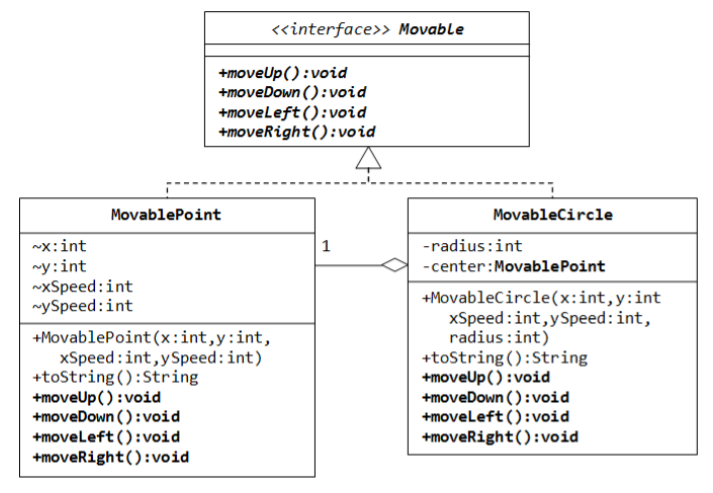 <<interface>> Movable
+moveUp():void
+moveDown():void
+moveLeft():void
+moveRight():void
MovablePoint
~x:int
~y:int
~xSpeed:int
~ySpeed:int
+MovablePoint(x:int,y:int,
xSpeed:int,ySpeed:int)
+toString():String
+moveUp():void
+moveDown():void
+moveLeft():void
+moveRight():void
1
MovableCircle
-radius:int
-center:MovablePoint
+MovableCircle(x:int,y:int
xSpeed:int,ySpeed:int,
radius:int)
+toString():String
+moveUp():void
+moveDown():void
+moveLeft():void
+moveRight():void